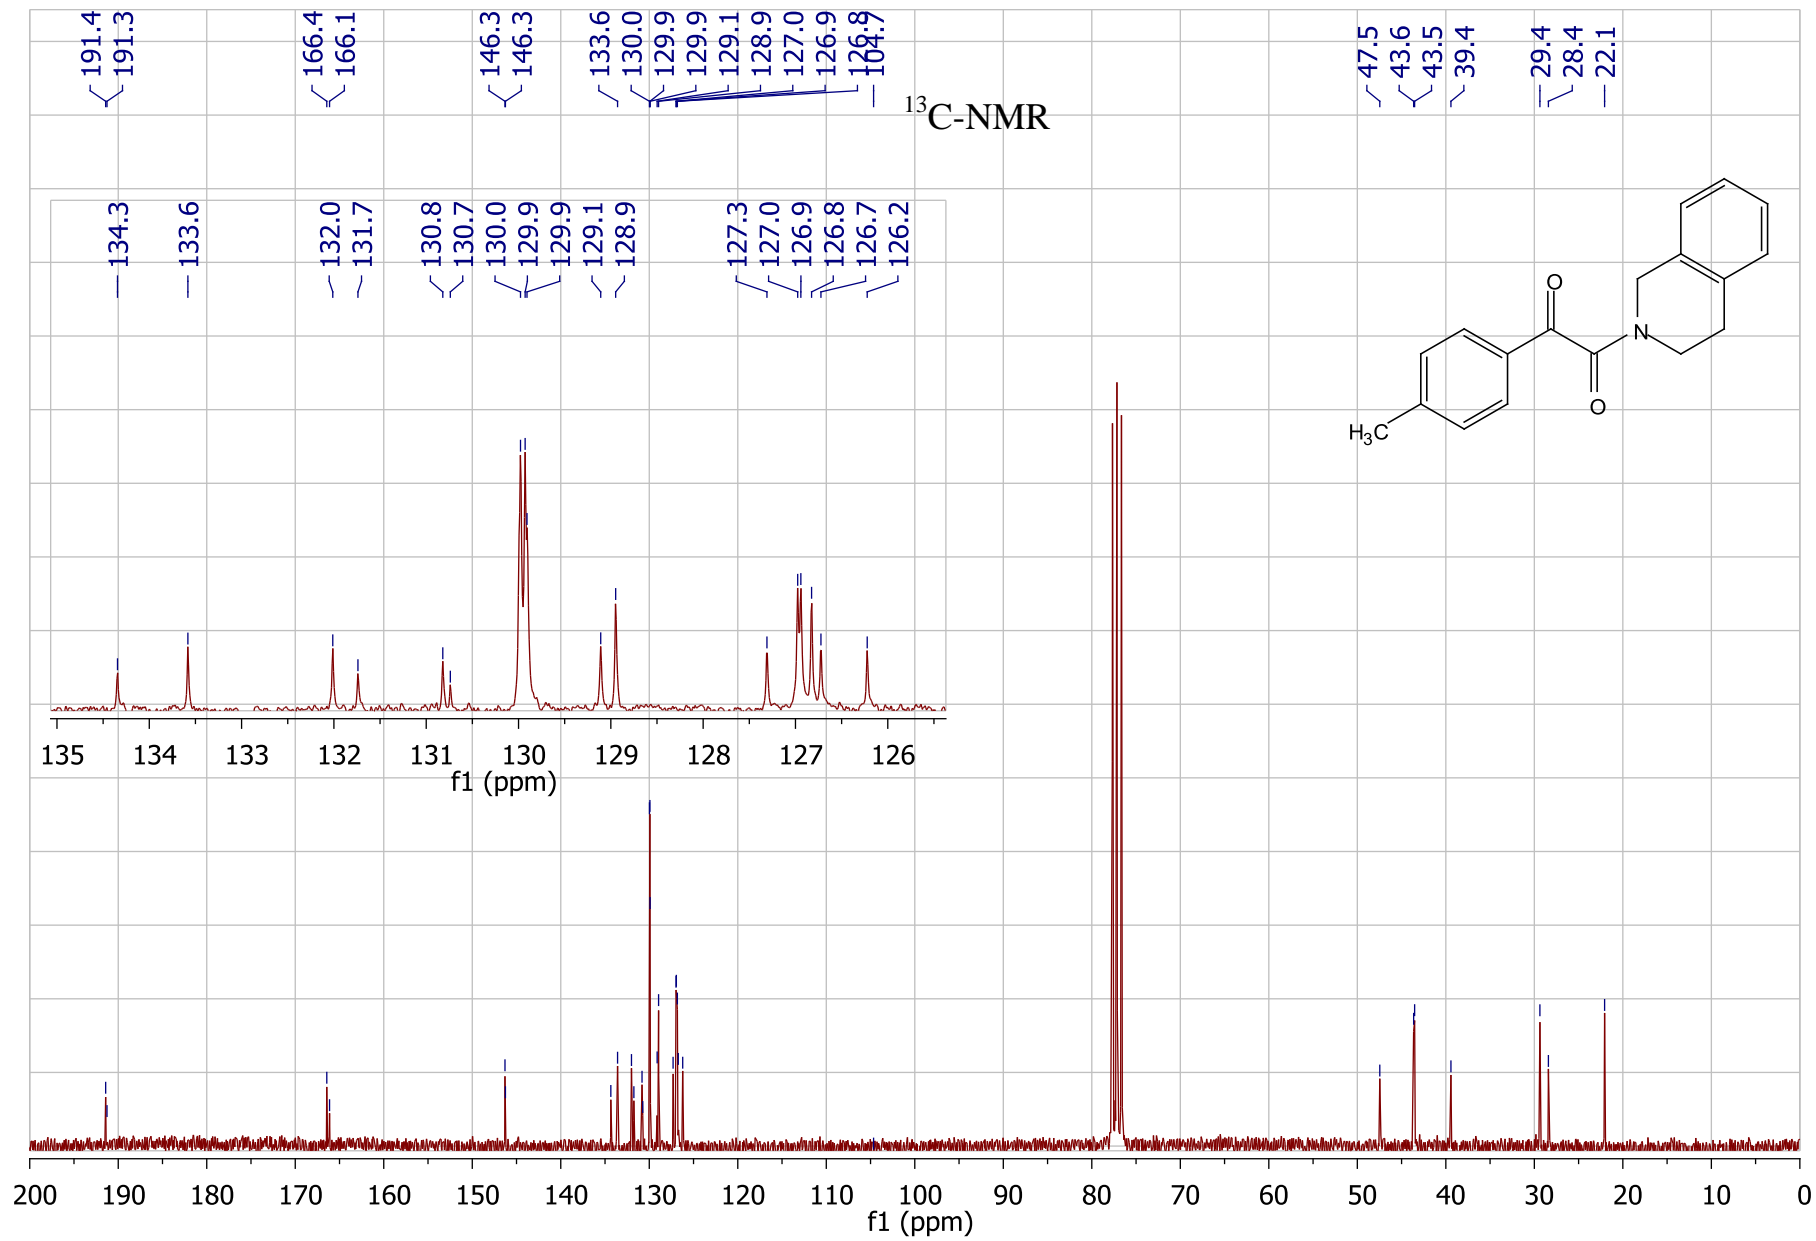 191.4 191.3 166.4 166.1 146.3 146.3 133.6 130.0 129.9 129.9 129.1 128.9 127.0 126.9 126.8 104.7 47.5 43.6 43.5 39.4 29.4 28.4 22.1
13C-NMR
134.3 133.6 132.0 131.7 130.8 130.7 130.0 129.9 129.9 129.1 128.9 127.3 127.0 126.9 126.8 126.7 126.2
O
N
O
H3C
135 134 133 132 131 130 129 128 127 126
f1 (ppm)
200 190 180 170 160 150 140 130 120 110 100 90 80 70 60 50 40 30 20 10 0
f1 (ppm)